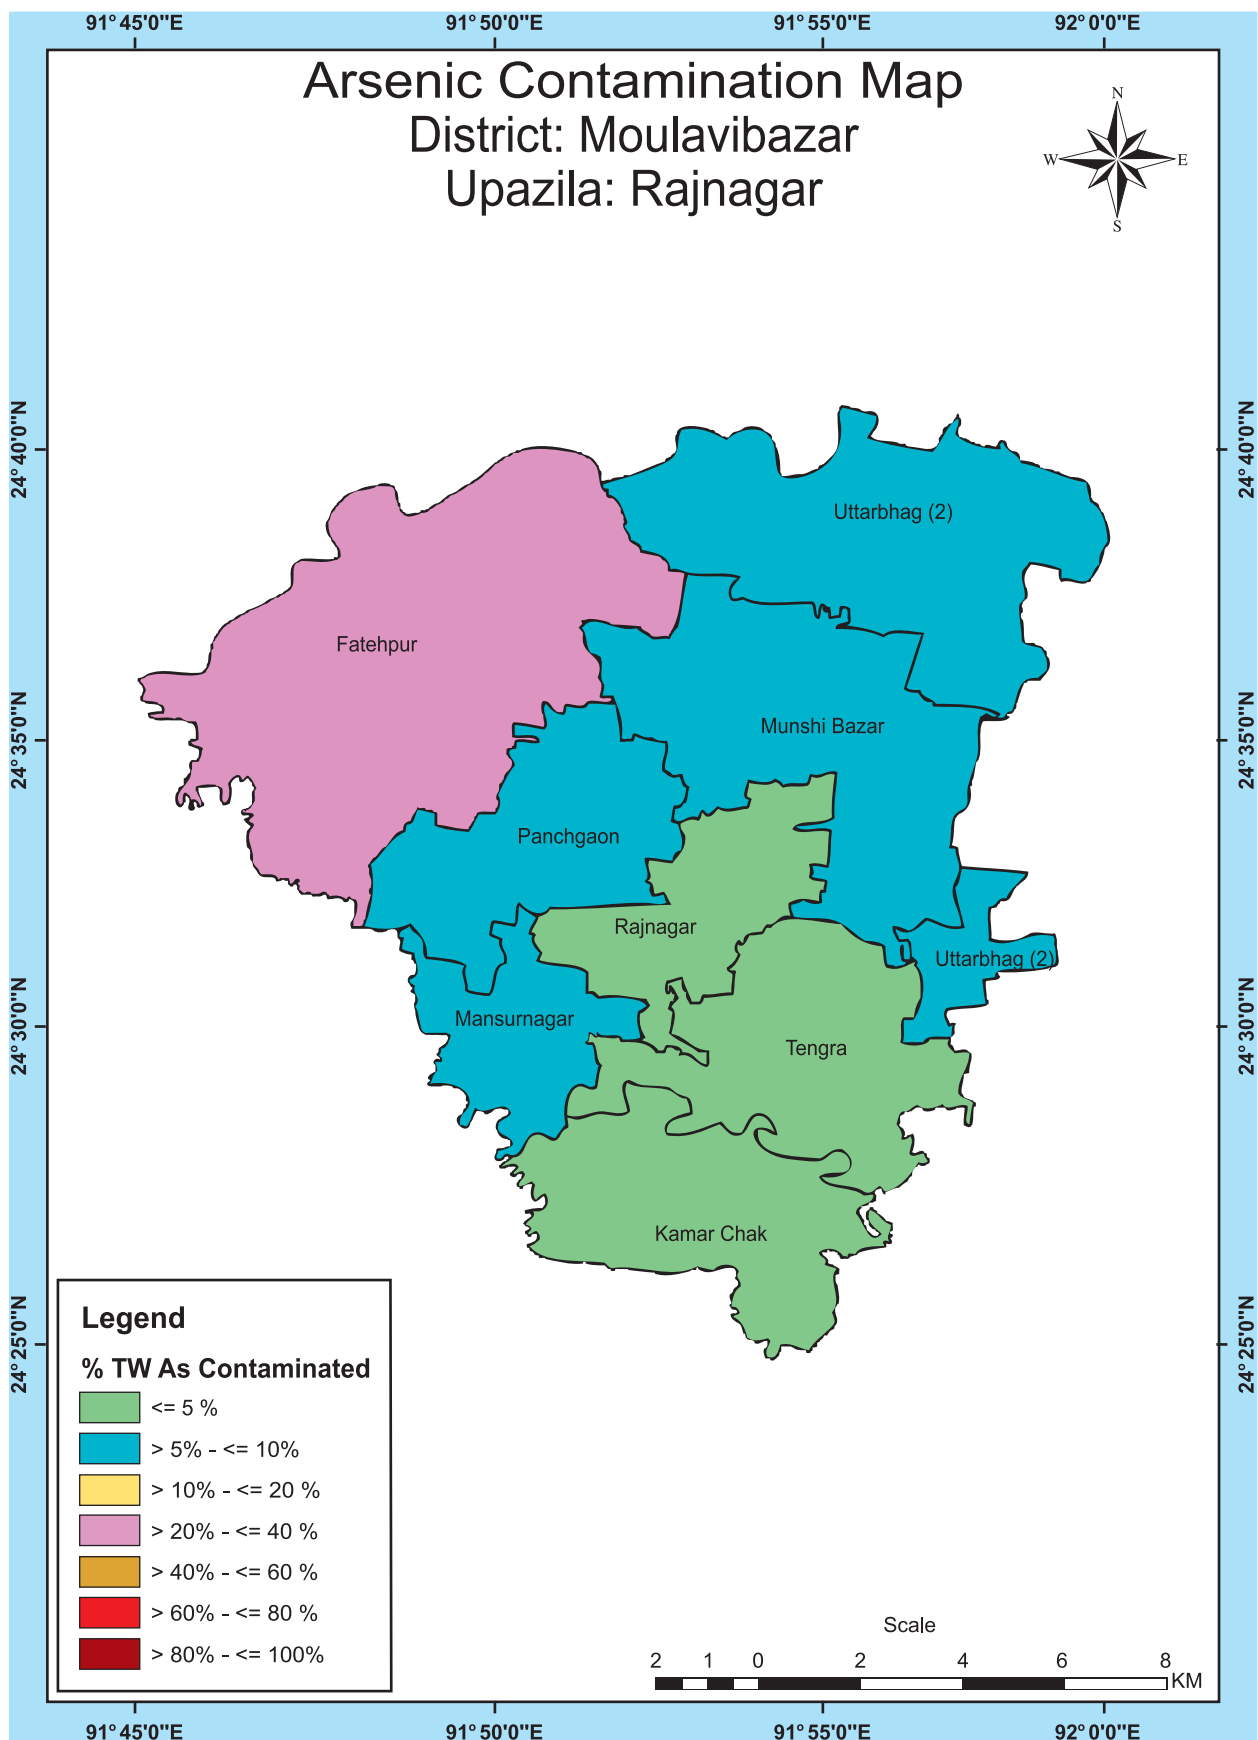 91°45'0"E 91°50'0"E 91°55'0"E 92°0'0"E
Arsenic Contamination Map
District: Moulavibazar
Upazila: Rajnagar
N
W E
S
24°40'0"N 24°40'0"N
Uttarbhag (2)
Fatehpur
24°35'0"N 24°35'0"N
Munshi Bazar
Panchgaon
Rajnagar
Uttarbhag (2)
24°30'0"N 24°30'0"N
Mansurnagar
Tengra
Kamar Chak
24°25'0"N 24°25'0"N
Legend
% TW As Contaminated
<= 5 %
> 5% - <= 10%
> 10% - <= 20 %
> 20% - <= 40 %
> 40% - <= 60 %
> 60% - <= 80 %
> 80% - <= 100%
Scale
2 1 0 2 4 6 8
KM
91°45'0"E 91°50'0"E 91°55'0"E 92°0'0"E